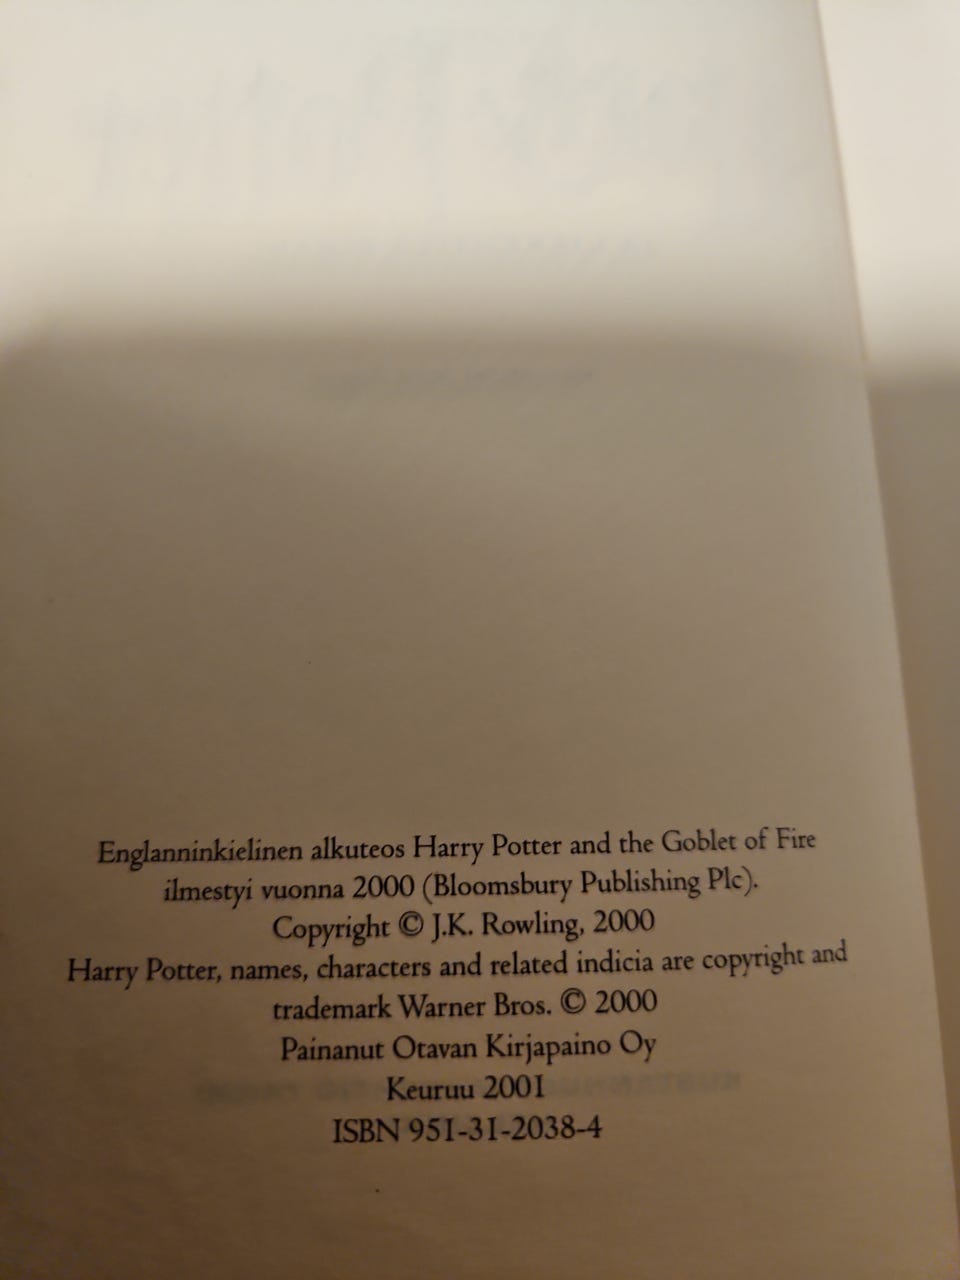 Englanninkielinen alkuteos Harry Potter and the Goblet of Fire
ilmestyi vuonna 2000 (Bloomsbury Publishing Plc).
Copyright © J.K. Rowling, 2000
Harry Potter, names, characters and related indicia are copyright and
trademark Warner Bros. © 2000
Painanut Otavan Kirjapaino Oy
Keuruu 2001
ISBN 951-31-2038-4